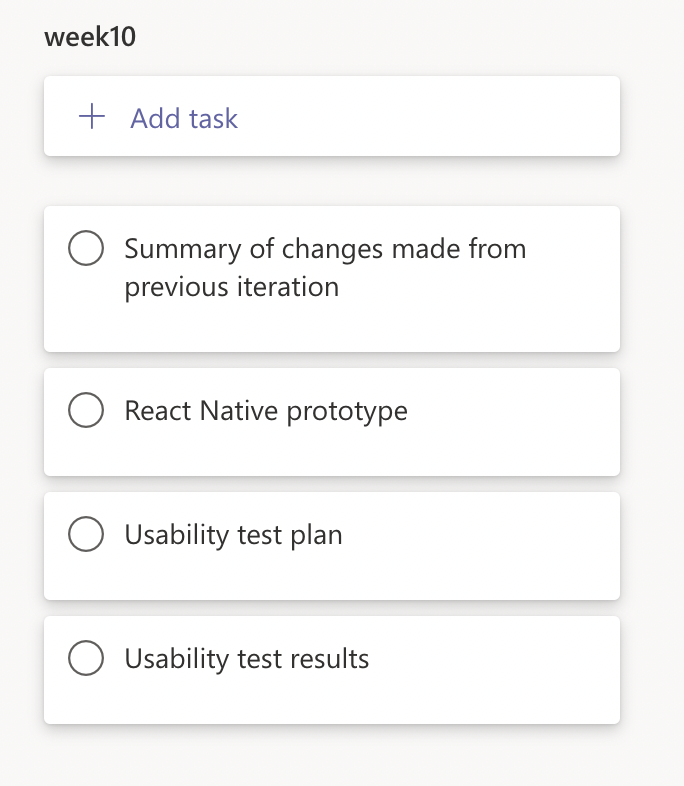 week10
+ Add task
Summary of changes made from
previous iteration
React Native prototype
Usability test plan
Usability test results